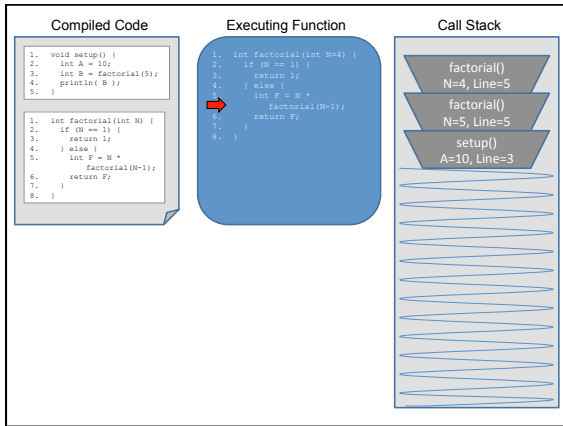 Compiled Code
1. void setup() {
2. int A = 10;
3. int B = factorial(5);
4. println( B );
5. }
1. int factorial(int N) {
2. if (N == 1) {
3. return 1;
4. } else {
5. int F = N *
factorial(N-1);
6. return F;
7. }
8. }
Executing Function
1. int factorial(int N=4) {
2. if (N == 1) {
3. return 1;
4. } else {
5. int F = N *
factorial(N-1);
6. return F;
7. }
8. }
Call Stack
factorial()
N=4, Line=5
factorial()
N=5, Line=5
setup()
A=10, Line=3